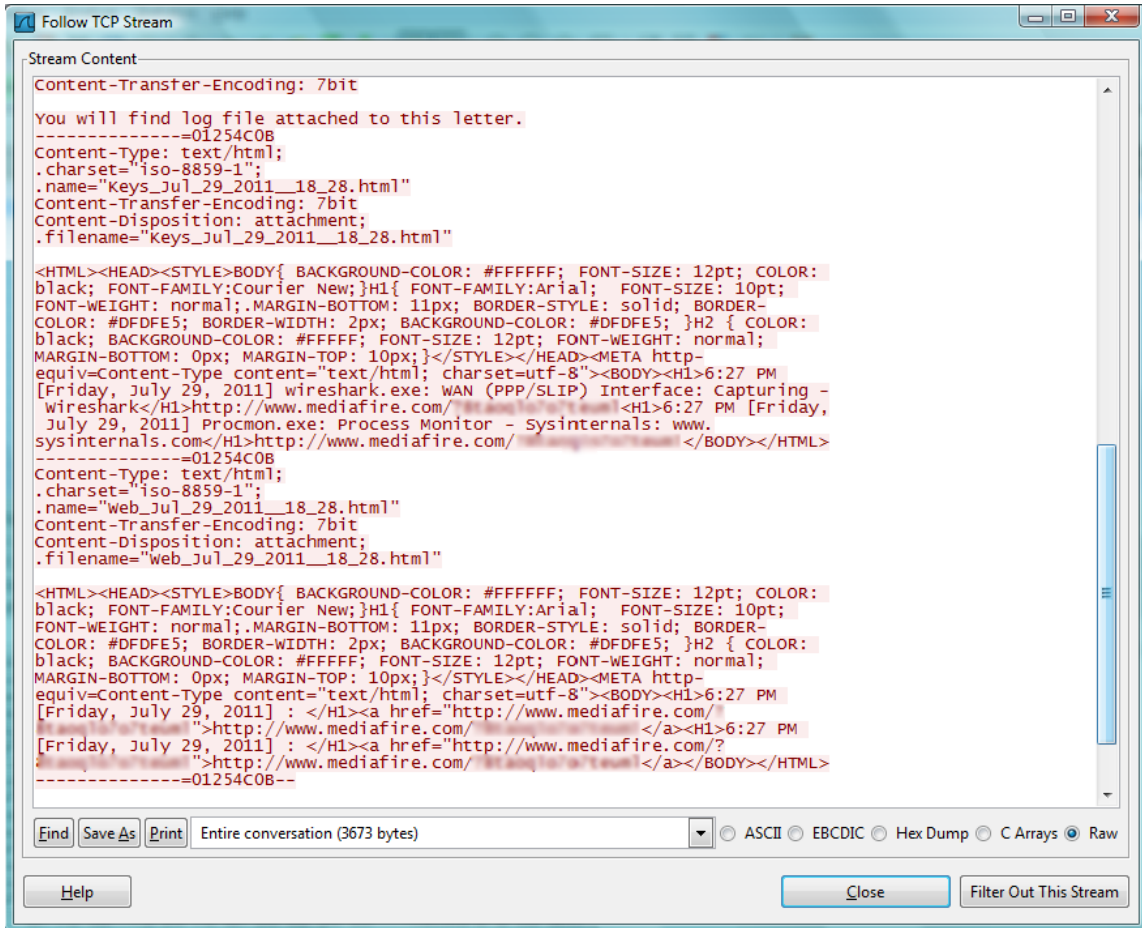 Follow TCP Stream
Stream Content
Content-Transfer-Encoding: 7bit
You will find log file attached to this letter.
--------------=01254C0B
Content-Type: text/html;
.charset="iso-8859-1";
.name="Keys_Jul_29_2011__18_28.html"
Content-Transfer-Encoding: 7bit
Content-Disposition: attachment;
.filename="Keys_Jul_29_2011__18_28.html"
<HTML><HEAD><STYLE>BODY{ BACKGROUND-COLOR: #FFFFFF; FONT-SIZE: 12pt; COLOR:
black; FONT-FAMILY:Courier New;}H1{ FONT-FAMILY:Arial;  FONT-SIZE: 10pt;
FONT-WEIGHT: normal;.MARGIN-BOTTOM: 11px; BORDER-STYLE: solid; BORDER-
COLOR: #DFDFE5; BORDER-WIDTH: 2px; BACKGROUND-COLOR: #DFDFE5; }H2 { COLOR:
black; BACKGROUND-COLOR: #FFFFF; FONT-SIZE: 12pt; FONT-WEIGHT: normal;
MARGIN-BOTTOM: 0px; MARGIN-TOP: 10px;}</STYLE></HEAD><META http-
equiv=Content-Type content="text/html; charset=utf-8"><BODY><H1>6:27 PM
[Friday, July 29, 2011] wireshark.exe: WAN (PPP/SLIP) Interface: Capturing -
Wireshark</H1>http://www.mediafire.com/ <H1>6:27 PM [Friday,
July 29, 2011] Procmon.exe: Process Monitor - Sysinternals: www.
sysinternals.com</H1>http://www.mediafire.com/ </BODY></HTML>
--------------=01254C0B
Content-Type: text/html;
.charset="iso-8859-1";
.name="Web_Jul_29_2011__18_28.html"
Content-Transfer-Encoding: 7bit
Content-Disposition: attachment;
.filename="Web_Jul_29_2011__18_28.html"
<HTML><HEAD><STYLE>BODY{ BACKGROUND-COLOR: #FFFFFF; FONT-SIZE: 12pt; COLOR:
black; FONT-FAMILY:Courier New;}H1{ FONT-FAMILY:Arial;  FONT-SIZE: 10pt;
FONT-WEIGHT: normal;.MARGIN-BOTTOM: 11px; BORDER-STYLE: solid; BORDER-
COLOR: #DFDFE5; BORDER-WIDTH: 2px; BACKGROUND-COLOR: #DFDFE5; }H2 { COLOR:
black; BACKGROUND-COLOR: #FFFFF; FONT-SIZE: 12pt; FONT-WEIGHT: normal;
MARGIN-BOTTOM: 0px; MARGIN-TOP: 10px;}</STYLE></HEAD><META http-
equiv=Content-Type content="text/html; charset=utf-8"><BODY><H1>6:27 PM
[Friday, July 29, 2011] : </H1><a href="http://www.mediafire.com/
">http://www.mediafire.com/ </a><H1>6:27 PM
[Friday, July 29, 2011] : </H1><a href="http://www.mediafire.com/?
">http://www.mediafire.com/ </a></BODY></HTML>
--------------=01254C0B--
Find Save As Print Entire conversation (3673 bytes) ASCII EBCDIC Hex Dump C Arrays Raw
Help Close Filter Out This Stream